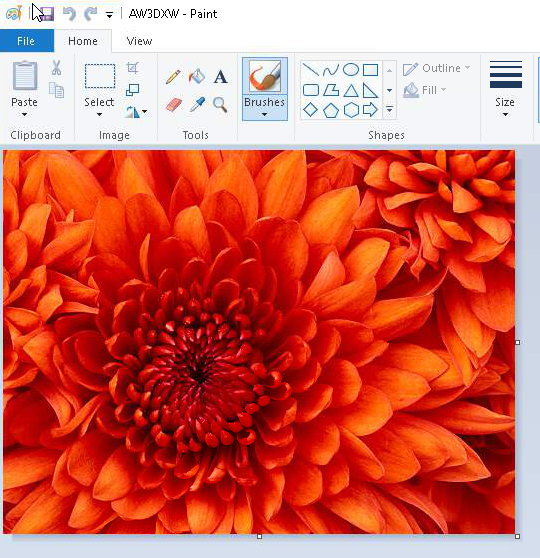 AW3DXW - Paint
File Home View
Paste Select Brushes Outline Fill Size
Clipboard Image Tools Shapes